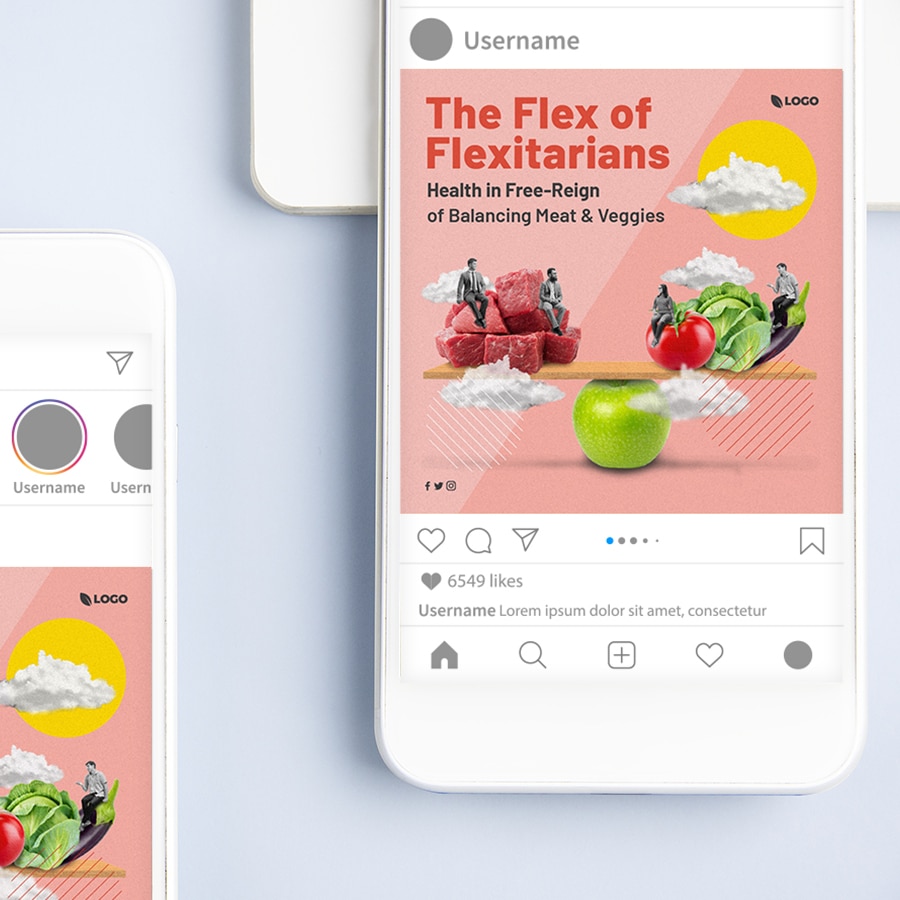 Username
The Flex of
Flexitarians
Health in Free-Reign
of Balancing Meat & Veggies
LOGO
6549 likes
Username Lorem ipsum dolor sit amet, consectetur
Username
Usern
LOGO